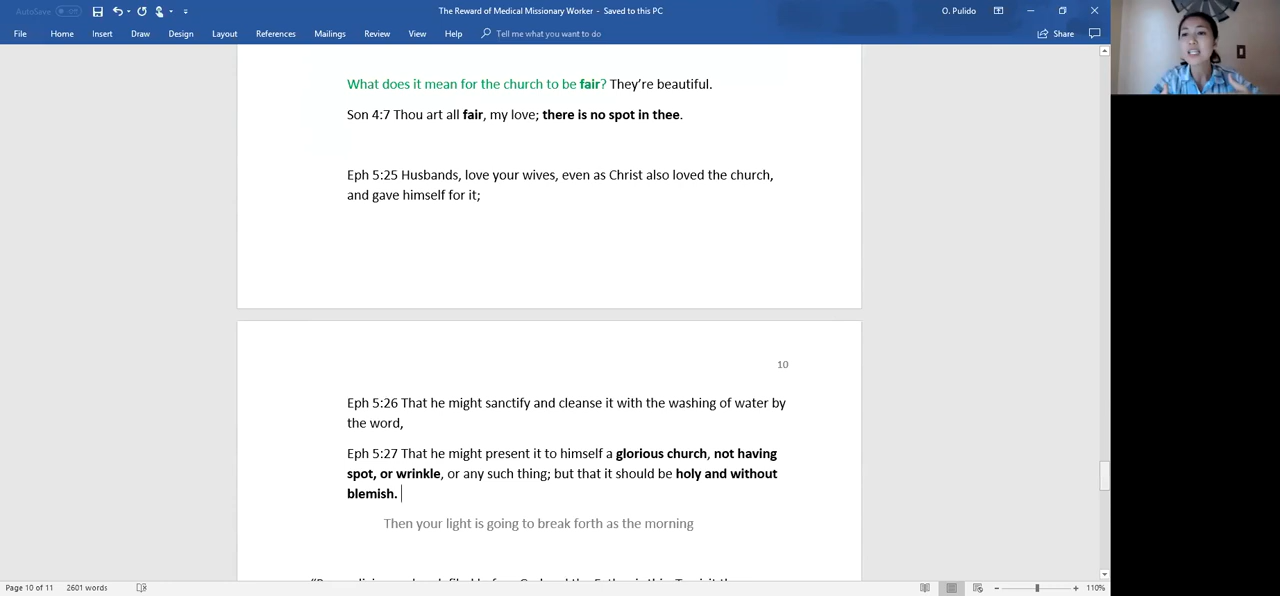 AutoSave Off
The Reward of Medical Missionary Worker - Saved to this PC
O. Pulido
File Home Insert Draw Design Layout References Mailings Review View Help Tell me what you want to do Share
What does it mean for the church to be fair? They're beautiful.
Son 4:7 Thou art all fair, my love; there is no spot in thee.
Eph 5:25 Husbands, love your wives, even as Christ also loved the church,
and gave himself for it;
10
Eph 5:26 That he might sanctify and cleanse it with the washing of water by
the word,
Eph 5:27 That he might present it to himself a glorious church, not having
spot, or wrinkle, or any such thing; but that it should be holy and without
blemish.
Then your light is going to break forth as the morning
Page 10 of 11 2601 words
110%